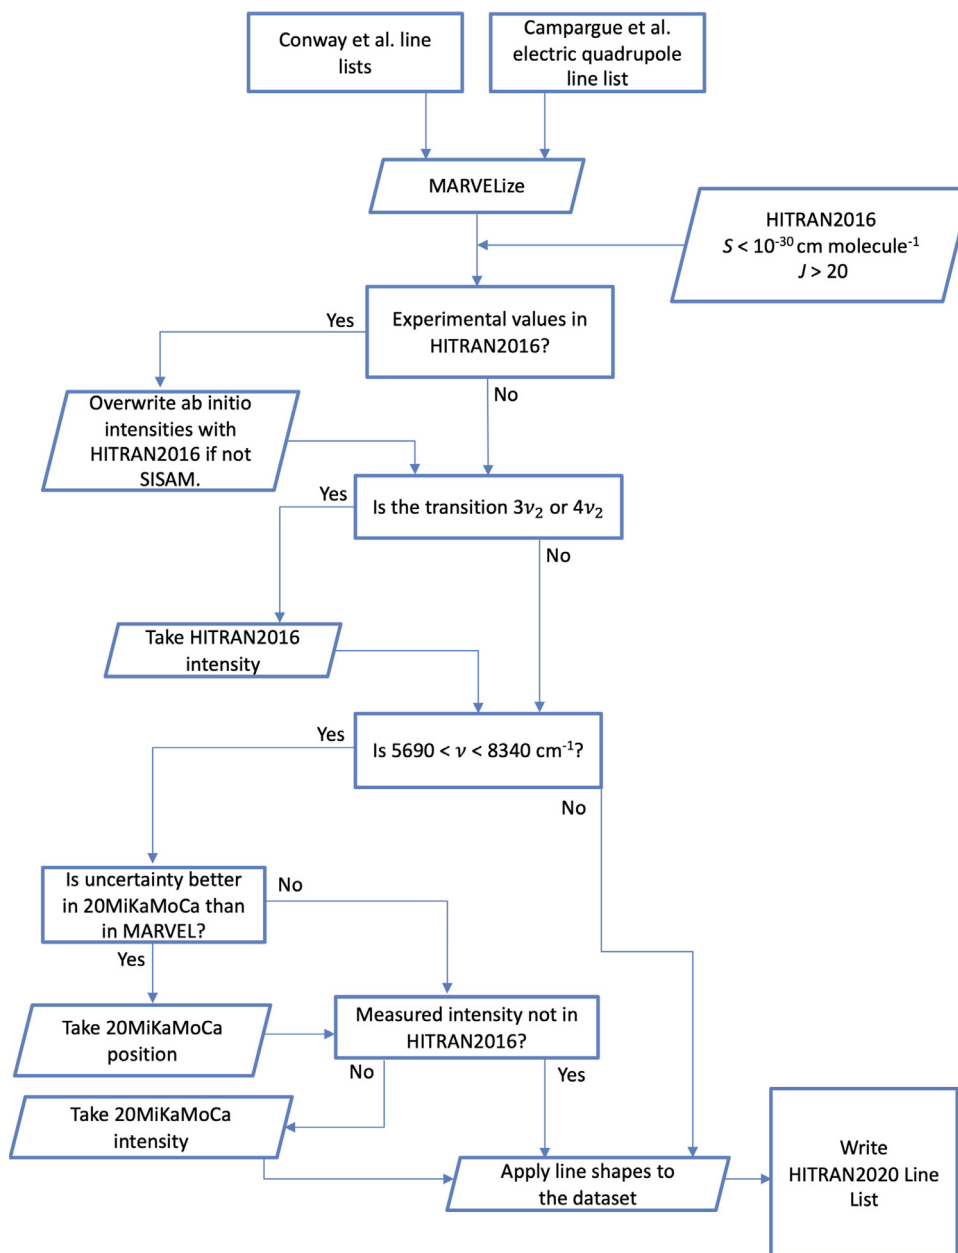 Conway et al. line
lists
Campargue et al.
electric quadrupole
line list
MARVELize
HITRAN2016
S < 10⁻³⁰ cm molecule⁻¹
J > 20
Experimental values in
HITRAN2016?
Yes
No
Overwrite ab initio
intensities with
HITRAN2016 if not
SISAM.
Is the transition 3ν₂ or 4ν₂
Yes
No
Take HITRAN2016
intensity
Is 5690 < ν < 8340 cm⁻¹?
Yes
No
Is uncertainty better
in 20MiKaMoCa than
in MARVEL?
No
Yes
Take 20MiKaMoCa
position
Measured intensity not in
HITRAN2016?
No
Yes
Take 20MiKaMoCa
intensity
Apply line shapes to
the dataset
Write
HITRAN2020 Line
List